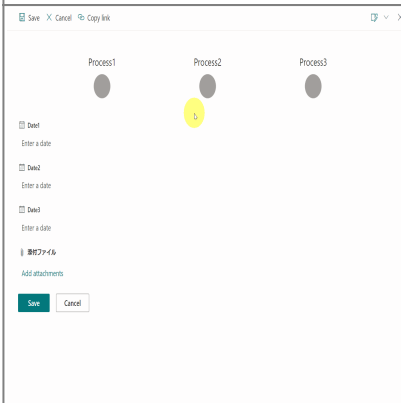 Save Cancel Copy link
Process1 Process2 Process3
Date1
Enter a date
Date2
Enter a date
Date3
Enter a date
添付ファイル
Add attachments
Save Cancel